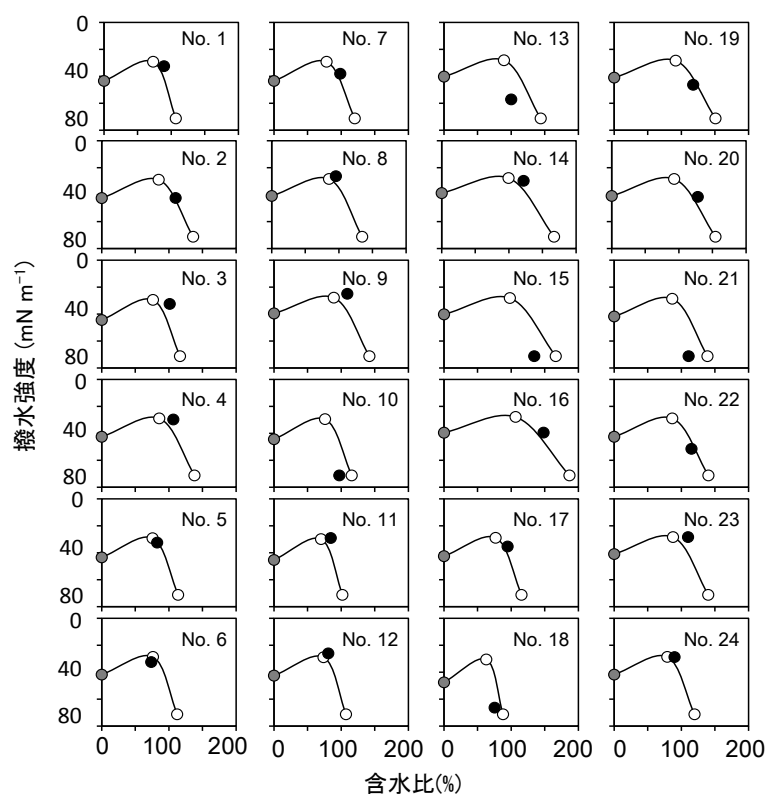 0
40
80
No. 1
No. 7
No. 13
No. 19
0
40
80
No. 2
No. 8
No. 14
No. 20
0
40
80
No. 3
No. 9
No. 15
No. 21
0
40
80
No. 4
No. 10
No. 16
No. 22
0
40
80
No. 5
No. 11
No. 17
No. 23
0
40
80
No. 6
No. 12
No. 18
No. 24
0 100 200
0 100 200
0 100 200
0 100 200
撥水強度 (mN m⁻¹)
含水比(%)